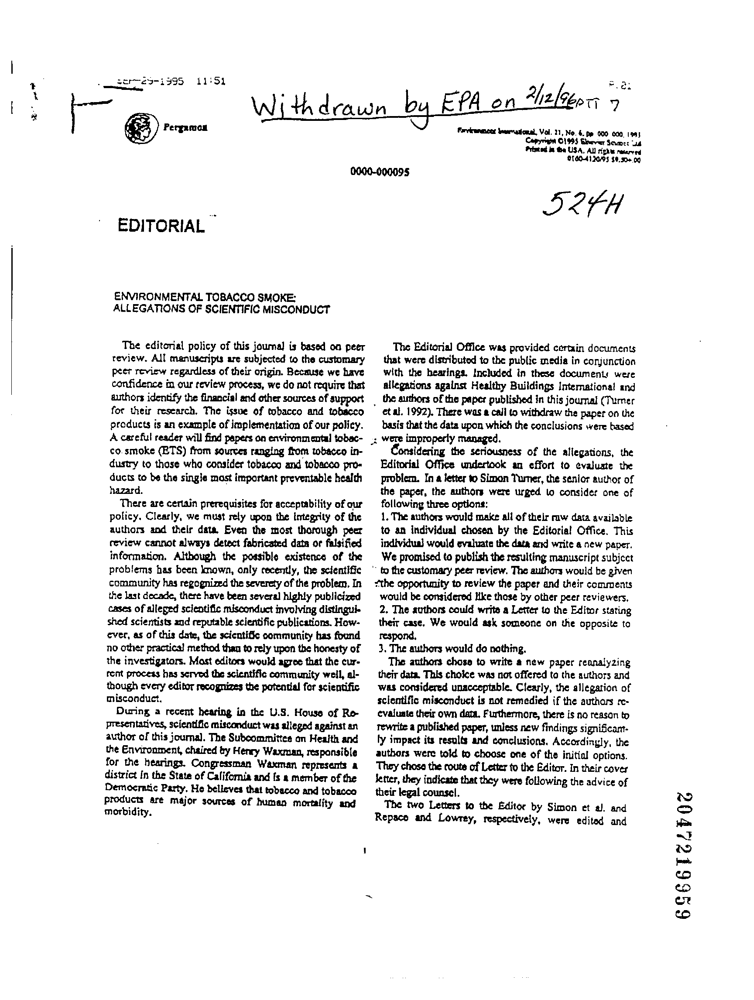 SEP-29-1995 11:51
P.02
Withdrawn by EPA on 2/12/96 PTI 7
Pergamon
Environment International, Vol. 21, No. 6, pp. 000-000, 1995
Copyright ©1995 Elsevier Science Ltd
Printed in the USA. All rights reserved
0160-4120/95 $9.50+.00
0000-000095
524H
EDITORIAL
ENVIRONMENTAL TOBACCO SMOKE:
ALLEGATIONS OF SCIENTIFIC MISCONDUCT
The editorial policy of this journal is based on peer
review. All manuscripts are subjected to the customary
peer review regardless of their origin. Because we have
confidence in our review process, we do not require that
authors identify the financial and other sources of support
for their research. The issue of tobacco and tobacco
products is an example of implementation of our policy.
A careful reader will find papers on environmental tobac-
co smoke (ETS) from sources ranging from tobacco in-
dustry to those who consider tobacco and tobacco pro-
ducts to be the single most important preventable health
hazard.
There are certain prerequisites for acceptability of our
policy. Clearly, we must rely upon the integrity of the
authors and their data. Even the most thorough peer
review cannot always detect fabricated data or falsified
information. Although the possible existence of the
problems has been known, only recently, the scientific
community has regognized the severety of the problem. In
the last decade, there have been several highly publicized
cases of alleged scientific misconduct involving distingui-
shed scientists and reputable scientific publications. How-
ever, as of this date, the scientific community has found
no other practical method than to rely upon the honesty of
the investigators. Most editors would agree that the cur-
rent process has served the scientific community well, al-
though every editor recognizes the potential for scientific
misconduct.
During a recent hearing in the U.S. House of Re-
presentatives, scientific misconduct was alleged against an
author of this journal. The Subcommittee on Health and
the Environment, chaired by Henry Waxman, responsible
for the hearings. Congressman Waxman represents a
district in the State of California and is a member of the
Democratic Party. He believes that tobacco and tobacco
products are major sources of human mortality and
morbidity.
The Editorial Office was provided certain documents
that were distributed to the public media in conjunction
with the hearings. Included in these documents were
allegations against Healthy Buildings International and
the authors of the paper published in this journal (Turner
et al. 1992). There was a call to withdraw the paper on the
basis that the data upon which the conclusions were based
were improperly managed.
Considering the seriousness of the allegations, the
Editorial Office undertook an effort to evaluate the
problem. In a letter to Simon Turner, the senior author of
the paper, the authors were urged to consider one of
following three options:
1. The authors would make all of their raw data available
to an individual chosen by the Editorial Office. This
individual would evaluate the data and write a new paper.
We promised to publish the resulting manuscript subject
to the customary peer review. The authors would be given
the opportunity to review the paper and their comments
would be considered like those by other peer reviewers.
2. The authors could write a Letter to the Editor stating
their case. We would ask someone on the opposite to
respond.
3. The authors would do nothing.
The authors chose to write a new paper reanalyzing
their data. This choice was not offered to the authors and
was considered unacceptable. Clearly, the allegation of
scientific misconduct is not remedied if the authors re-
evaluate their own data. Furthermore, there is no reason to
rewrite a published paper, unless new findings significant-
ly impact its results and conclusions. Accordingly, the
authors were told to choose one of the initial options.
They chose the route of Letter to the Editor. In their cover
letter, they indicate that they were following the advice of
their legal counsel.
The two Letters to the Editor by Simon et al. and
Repace and Lowrey, respectively, were edited and
1
2047219959